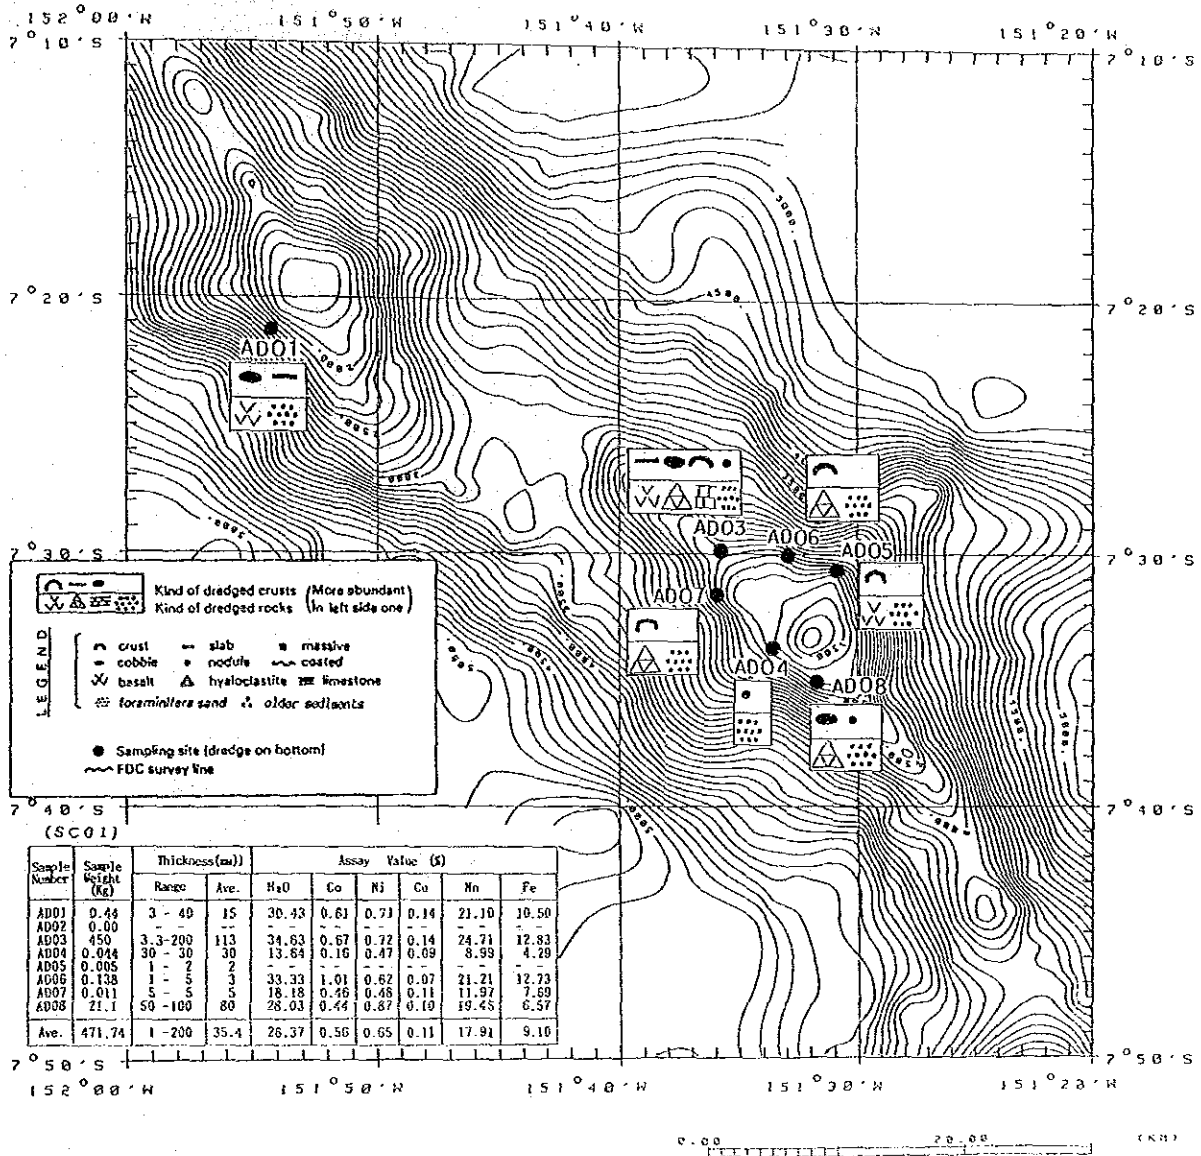 152°00'W 151°50'W 151°40'W 151°30'W 151°20'W
7°10'S 7°10'S
3000.
4500.
7°20'S 7°20'S
AD01
2000.
2500.
3000.
AD03 AD06
7°30'S AD05 7°30'S
AD07
AD04
AD08
Kind of dredged crusts (More abundant
Kind of dredged rocks in left side one)
LEGEND
crust slab massive
cobble nodule coated
basalt hyaloclastite limestone
foraminifera sand older sediments
Sampling site (dredge on bottom)
FDC survey line
7°40'S 7°40'S
(SC01)
Sample Number Sample Weight (Kg) Thickness(mm)) Assay Value (%)
Range Ave. H₂O Co Ni Cu Mn Fe
AD01 0.44 3 - 40 15 30.43 0.61 0.71 0.14 21.10 10.50
AD02 0.00 - - - - - - - -
AD03 450 3.3-200 113 34.63 0.67 0.72 0.14 24.71 12.83
AD04 0.044 30 - 30 30 13.64 0.16 0.47 0.09 8.99 4.29
AD05 0.005 1 - 2 2 - - - - - -
AD06 0.138 1 - 5 3 33.33 1.01 0.62 0.07 21.21 12.73
AD07 0.011 5 - 5 5 18.18 0.46 0.48 0.11 11.97 7.69
AD08 21.1 50 -100 80 28.03 0.44 0.87 0.10 19.45 6.57
Ave. 471.74 1 -200 35.4 26.37 0.56 0.65 0.11 17.91 9.10
7°50'S 7°50'S
152°00'W 151°50'W 151°40'W 151°30'W 151°20'W
0.00 20.00 (KM)